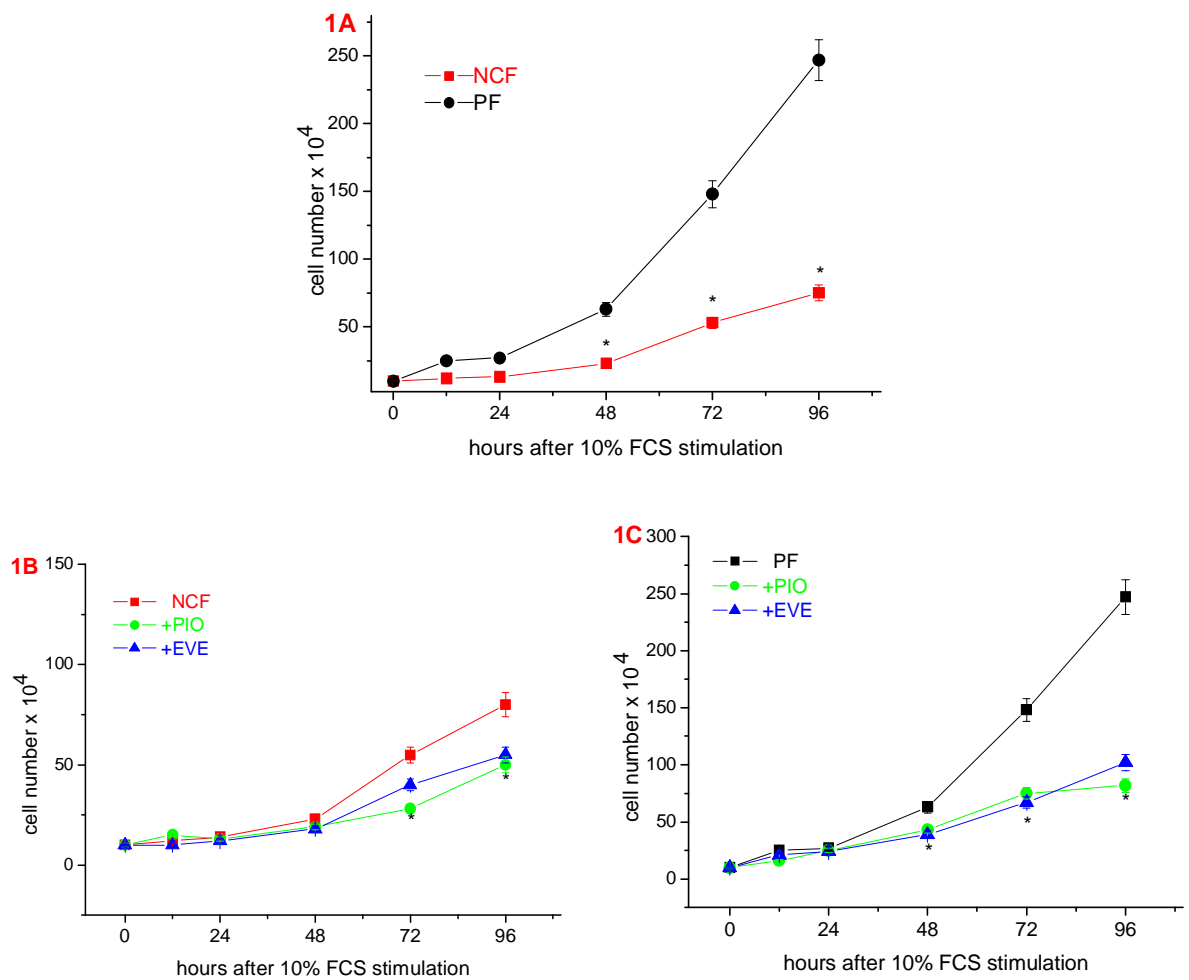 1A
NCF
PF
250
200
150
100
50
cell number x 10^4
*
*
*
0 24 48 72 96
hours after 10% FCS stimulation
1B
NCF
+PIO
+EVE
150
100
50
0
cell number x 10^4
*
*
0 24 48 72 96
hours after 10% FCS stimulation
1C
PF
+PIO
+EVE
300
250
200
150
100
50
0
cell number x 10^4
*
*
*
0 24 48 72 96
hours after 10% FCS stimulation